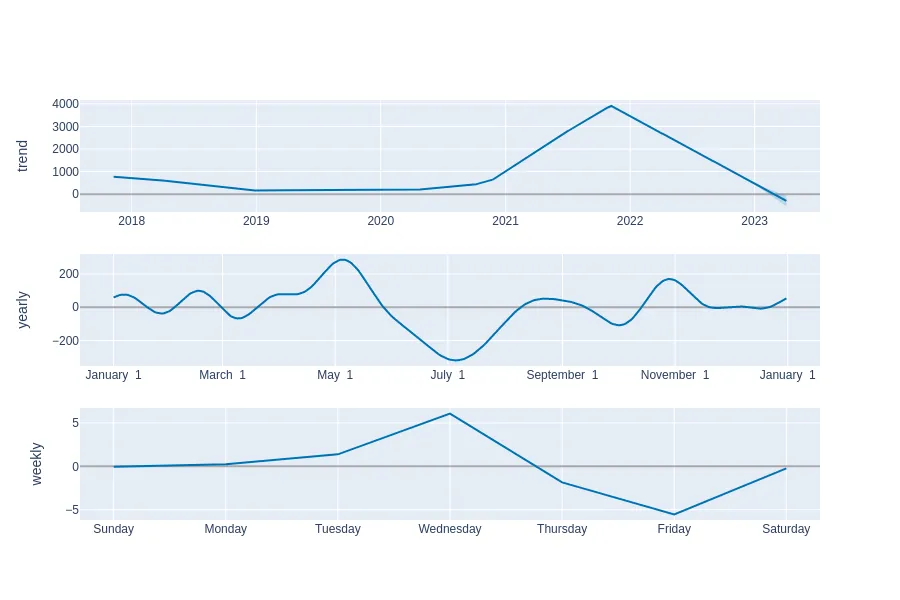 trend
4000
3000
2000
1000
0
2018 2019 2020 2021 2022 2023
yearly
200
0
−200
January 1 March 1 May 1 July 1 September 1 November 1 January 1
weekly
5
0
−5
Sunday Monday Tuesday Wednesday Thursday Friday Saturday